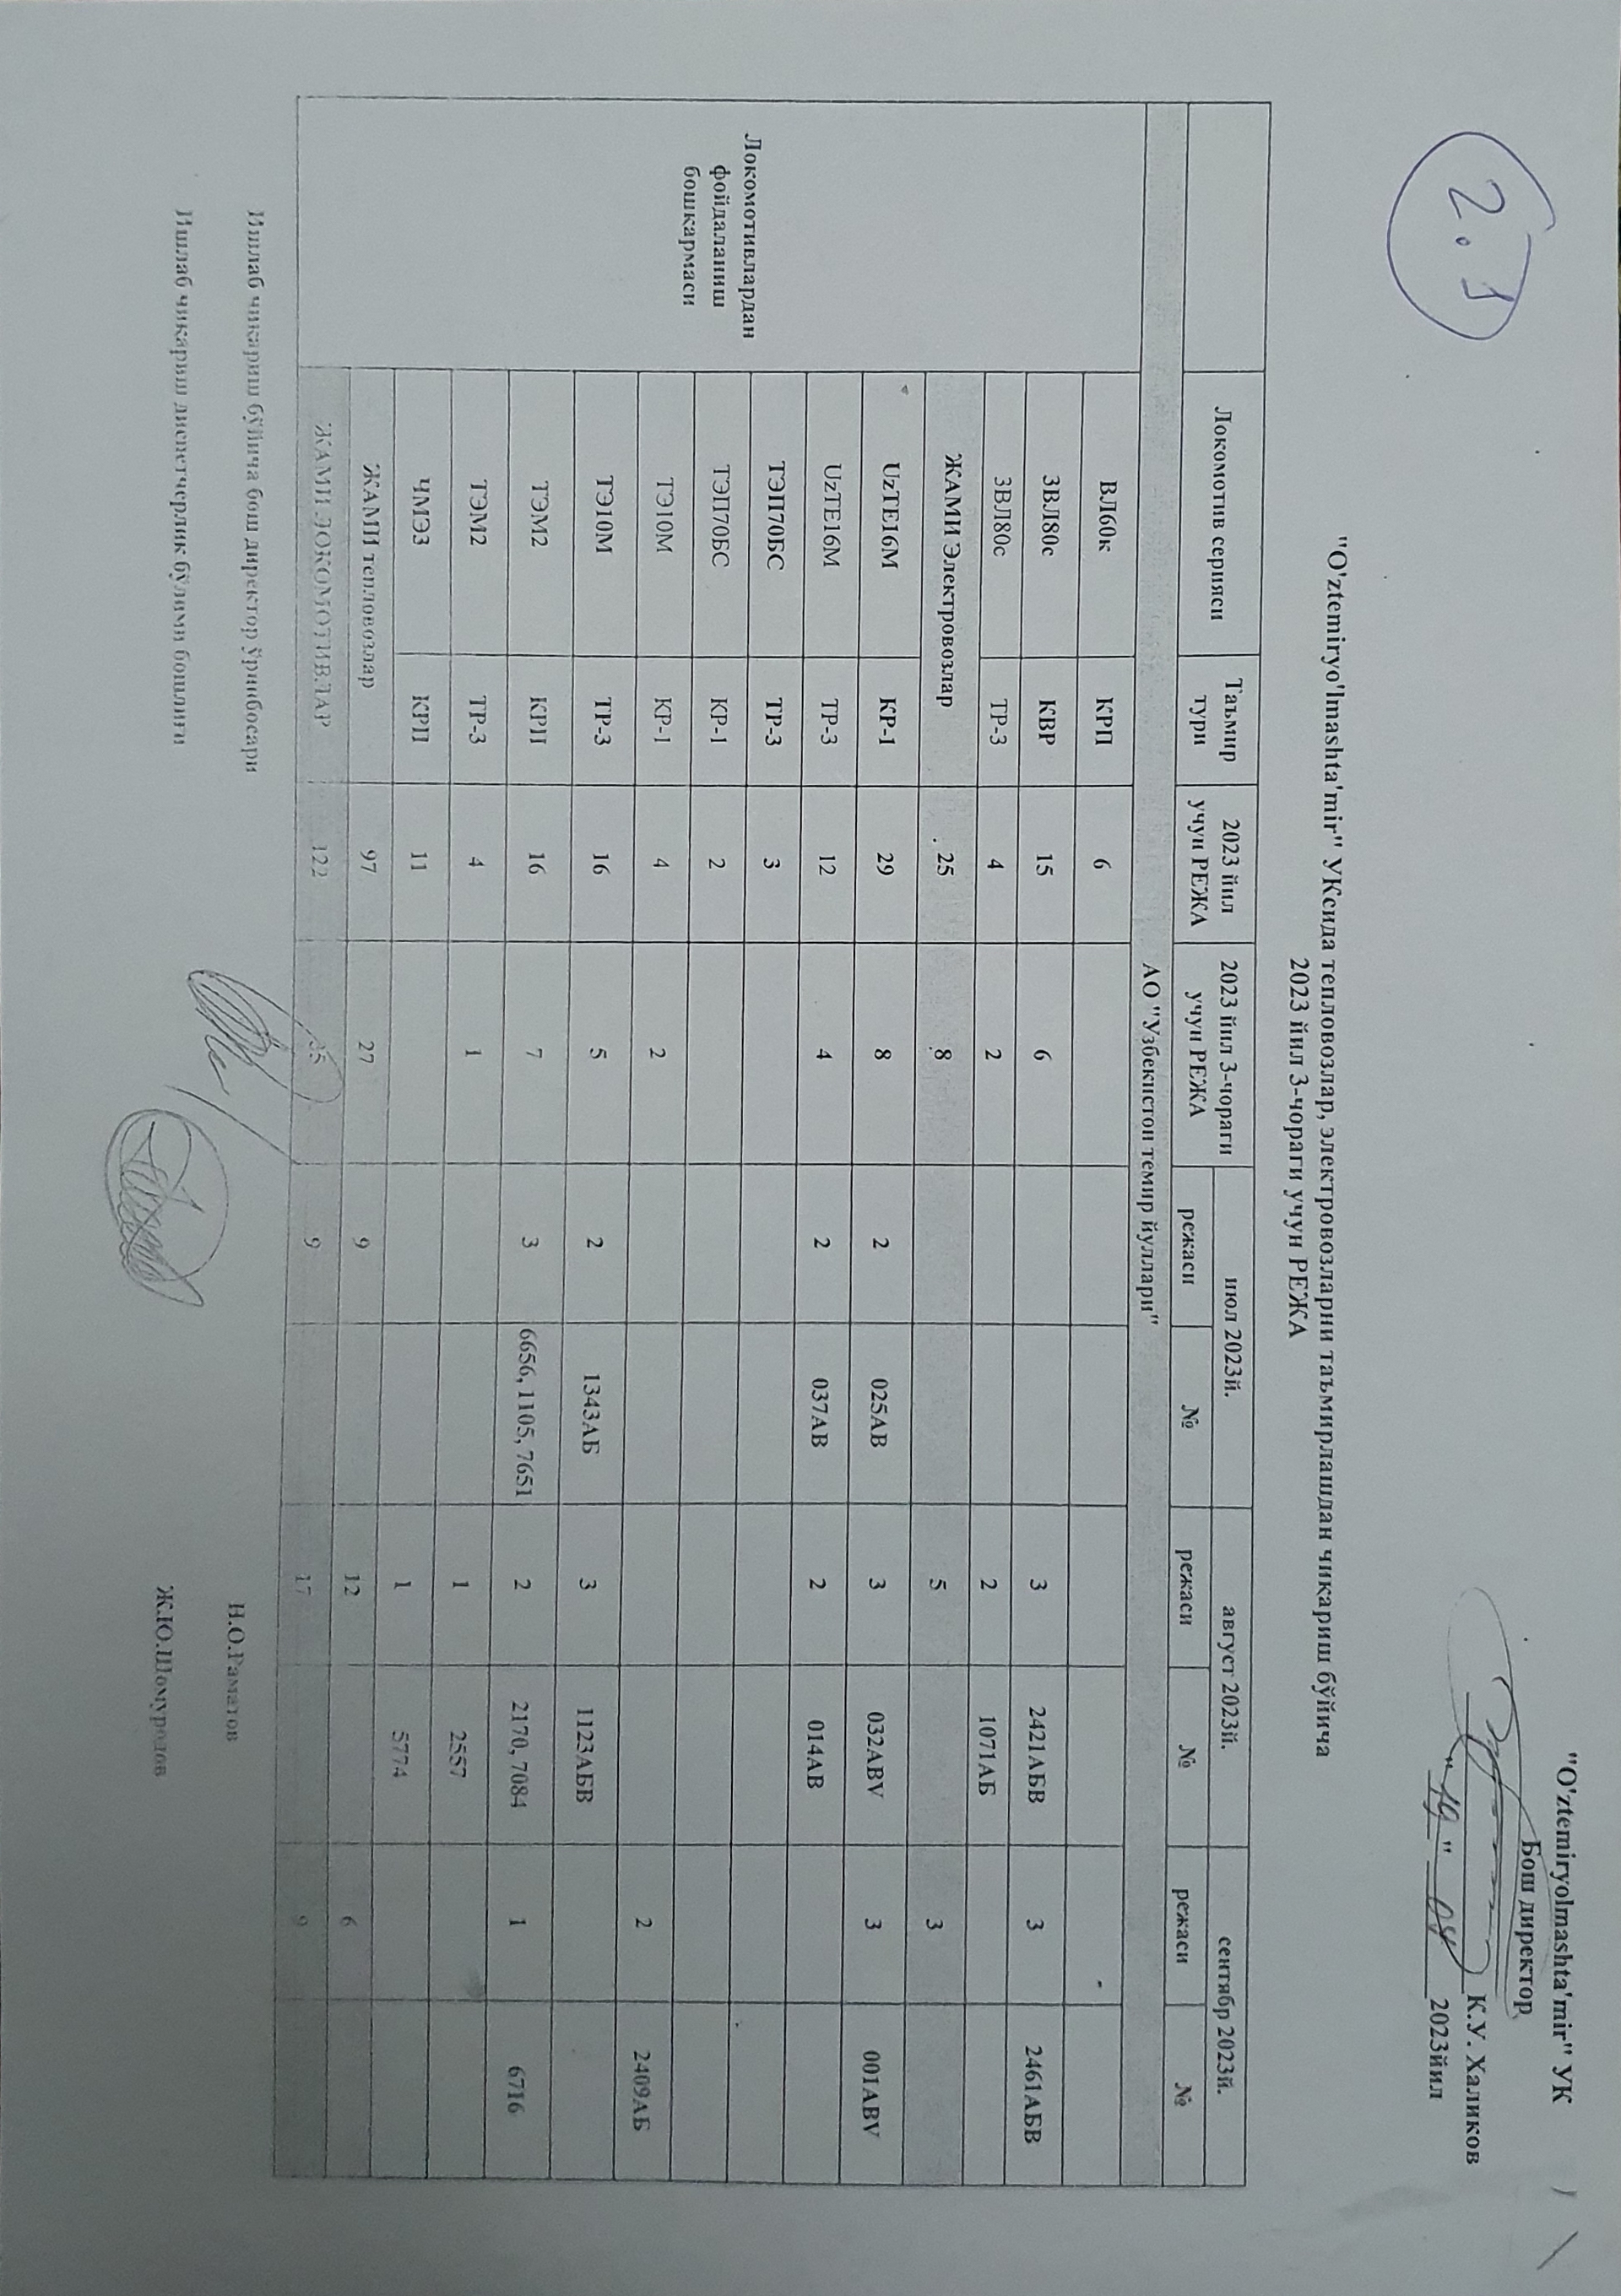 2.1
"O'ztemiryolmashta'mir" УК
Бош директор
К.У. Халиков
"19" 04 2023йил
"O'ztemiryo'lmashta'mir" УКсида тепловозлар, электровозларни таъмирлашдан чиқариш бўйича
2023 йил 3-чораги учун РЕЖА
Локомотив серияси Таъмир тури 2023 йил учун РЕЖА 2023 йил 3-чораги учун РЕЖА июл 2023й. август 2023й. сентябр 2023й.
режаси № режаси № режаси №
АО "Узбекистон темир йуллари"
Локомотивлардан
фойдаланиш
бошқармаси
ВЛ60к КРП 6
3ВЛ80с КВР 15 6 3 2421АБВ 3 2461АБВ
3ВЛ80с ТР-3 4 2 2 1071АБ
ЖАМИ Электровозлар 25 8 5 3
UzTE16M КР-1 29 8 2 025AB 3 032ABV 3 001ABV
UzTE16M ТР-3 12 4 2 037AB 2 014AB
ТЭП70БС ТР-3 3
ТЭП70БС КР-1 2
ТЭ10М КР-1 4 2 2 2409АБ
ТЭ10М ТР-3 16 5 2 1343АБ 3 1123АБВ
ТЭМ2 КРП 16 7 3 6656, 1105, 7651 2 2170, 7084 1 6716
ТЭМ2 ТР-3 4 1 1 2557
ЧМЭ3 КРП 11 1 5774
ЖАМИ тепловозлар 97 27 9 12 6
ЖАМИ ЛОКОМОТИВЛАР 122 35 9 17 9
Ишлаб чиқариш бўйича бош директор ўринбосари Н.О.Раматов
Ишлаб чиқариш диспетчерлик бўлими бошлиғи Ж.Ю.Шомуродов